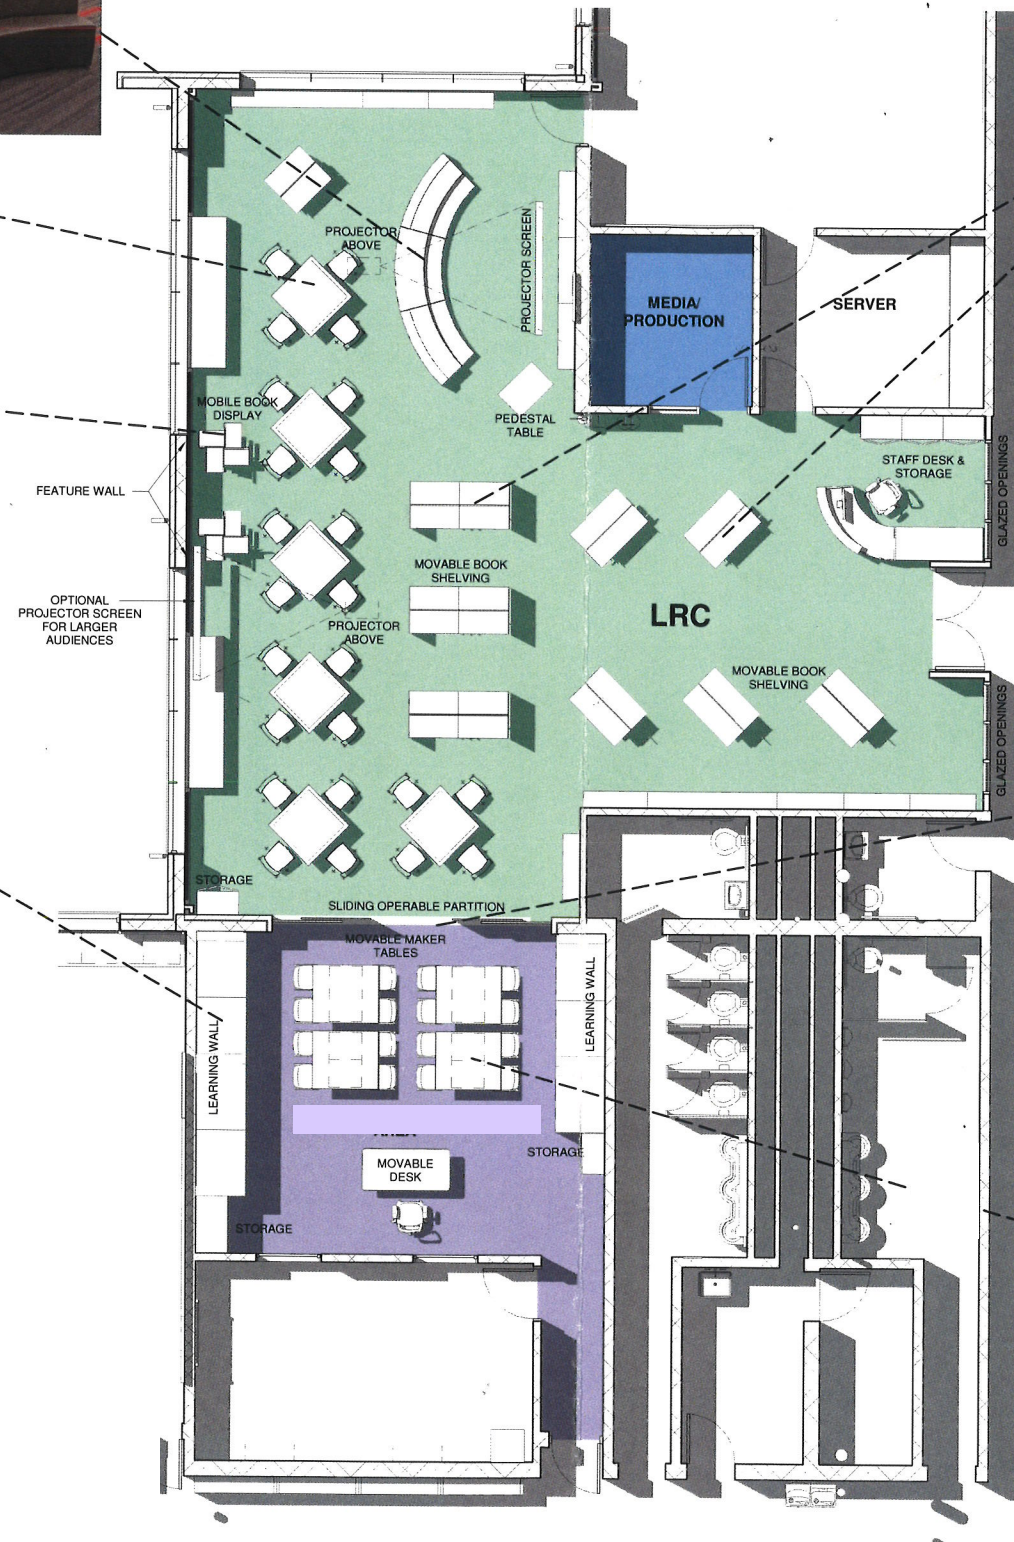 PROJECTOR
ABOVE
PROJECTOR SCREEN
MEDIA/
PRODUCTION
SERVER
MOBILE BOOK
DISPLAY
PEDESTAL
TABLE
STAFF DESK &
STORAGE
GLAZED OPENINGS
FEATURE WALL
MOVABLE BOOK
SHELVING
OPTIONAL
PROJECTOR SCREEN
FOR LARGER
AUDIENCES
PROJECTOR
ABOVE
LRC
MOVABLE BOOK
SHELVING
GLAZED OPENINGS
STORAGE
SLIDING OPERABLE PARTITION
MOVABLE MAKER
TABLES
LEARNING WALL
LEARNING WALL
STORAGE
MOVABLE
DESK
STORAGE